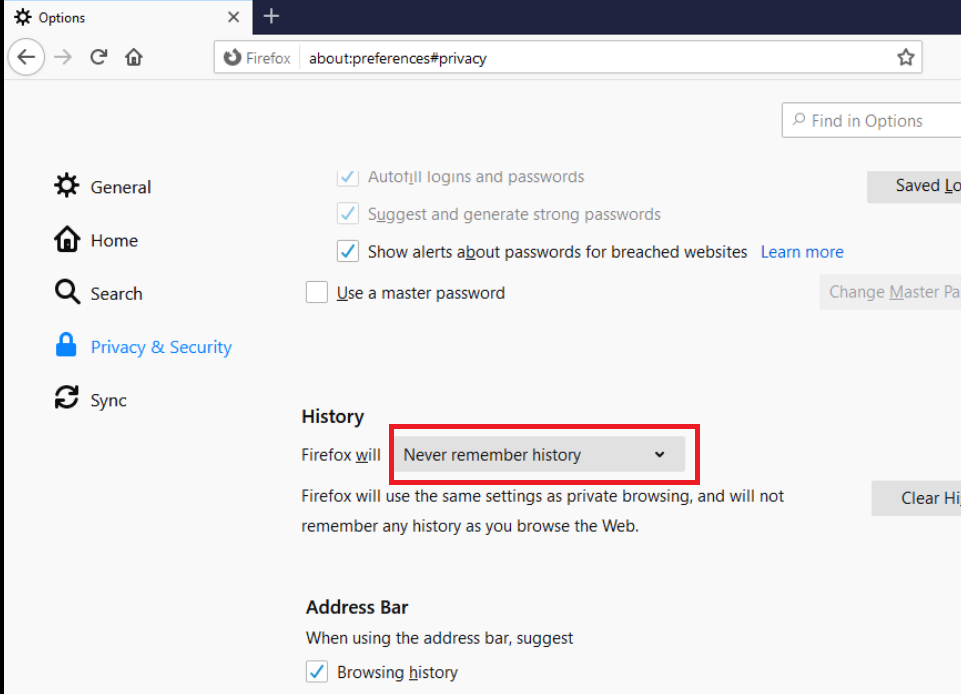 Options
Firefox about:preferences#privacy
Find in Options
General
Home
Search
Privacy & Security
Sync
Autofill logins and passwords
Saved Lo
Suggest and generate strong passwords
Show alerts about passwords for breached websites Learn more
Use a master password
Change Master Pa
History
Firefox will Never remember history
Firefox will use the same settings as private browsing, and will not
remember any history as you browse the Web.
Clear Hi
Address Bar
When using the address bar, suggest
Browsing history